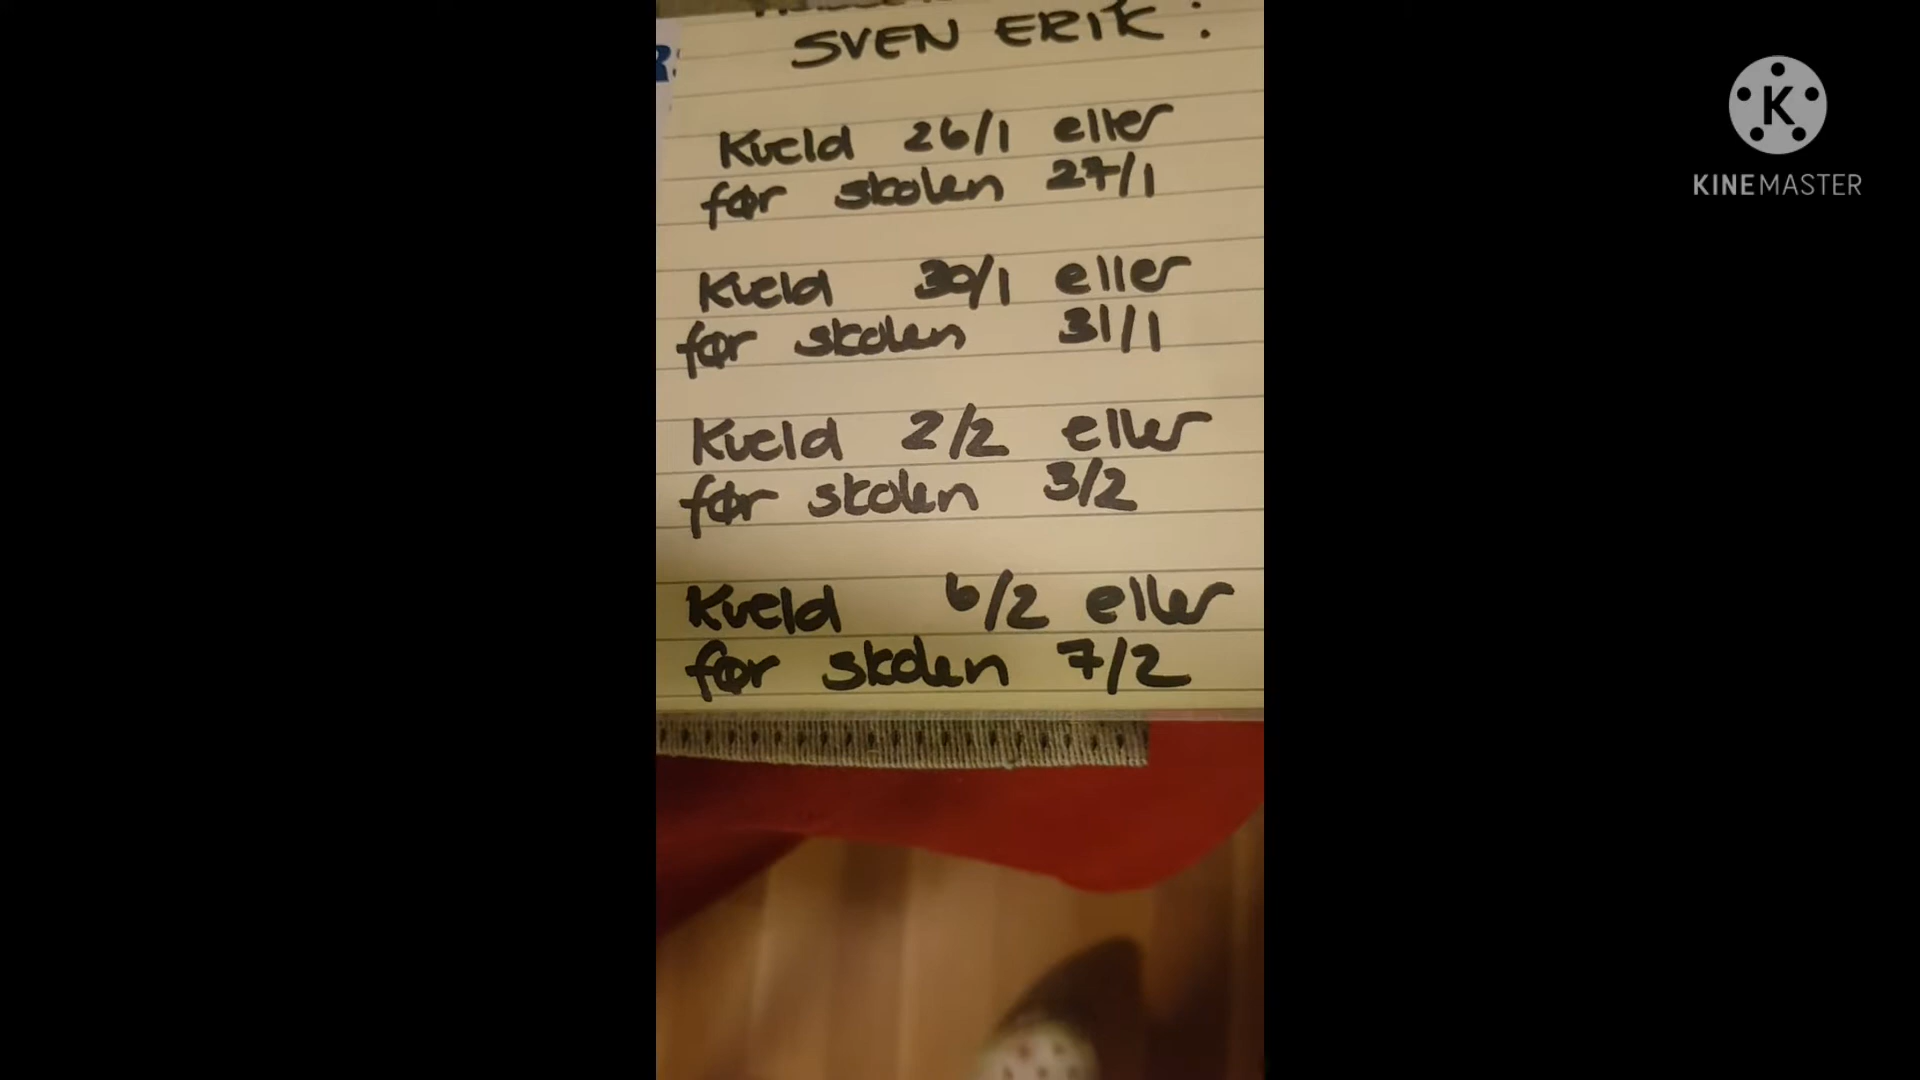 SVEN ERIK:
Kveld 26/1 eller
før skolen 27/1
Kveld 30/1 eller
før skolen 31/1
Kveld 2/2 eller
før skolen 3/2
Kveld 6/2 eller
før skolen 7/2
K
KINEMASTER